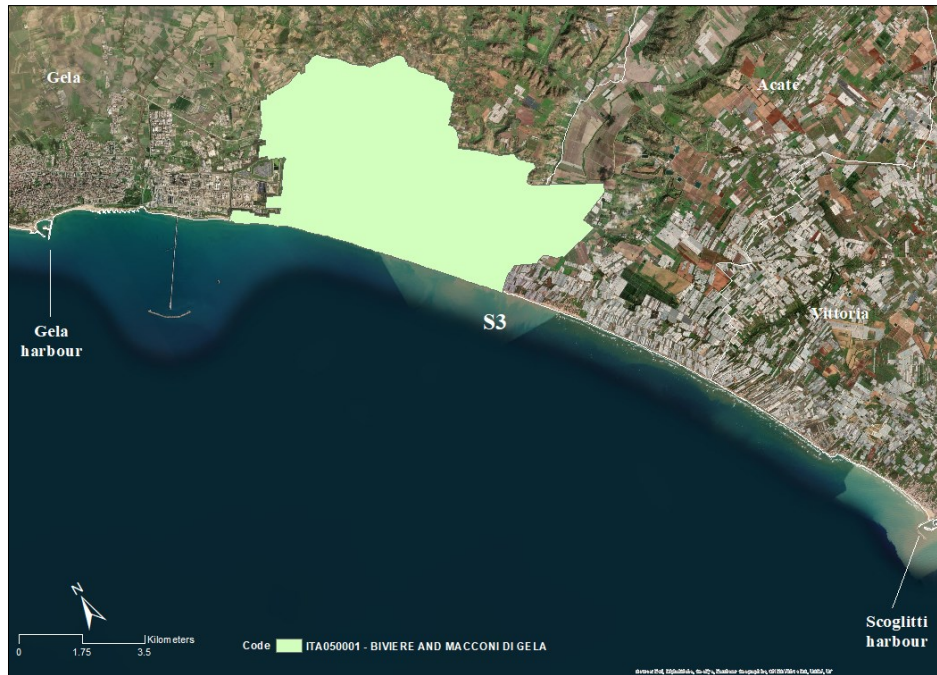 Gela
Acate
Vittoria
S3
Gela
harbour
Scoglitti
harbour
N
Kilometers
0 1.75 3.5
Code ITA050001 - BIVIERE AND MACCONI DI GELA